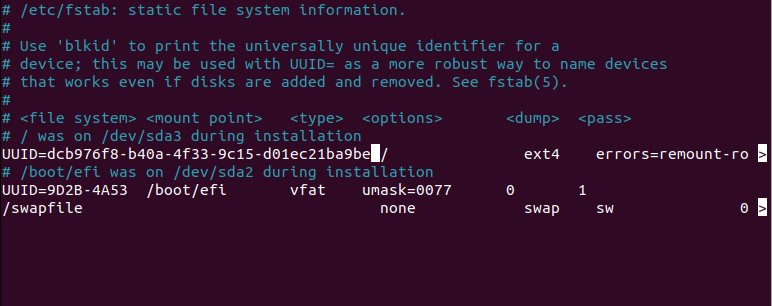 # /etc/fstab: static file system information.
#
# Use 'blkid' to print the universally unique identifier for a
# device; this may be used with UUID= as a more robust way to name devices
# that works even if disks are added and removed. See fstab(5).
#
# <file system> <mount point>   <type>  <options>       <dump>  <pass>
# / was on /dev/sda3 during installation
UUID=dcb976f8-b40a-4f33-9c15-d01ec21ba9be /               ext4    errors=remount-ro >
# /boot/efi was on /dev/sda2 during installation
UUID=9D2B-4A53  /boot/efi       vfat    umask=0077      0       1
/swapfile                                 none            swap    sw              0 >